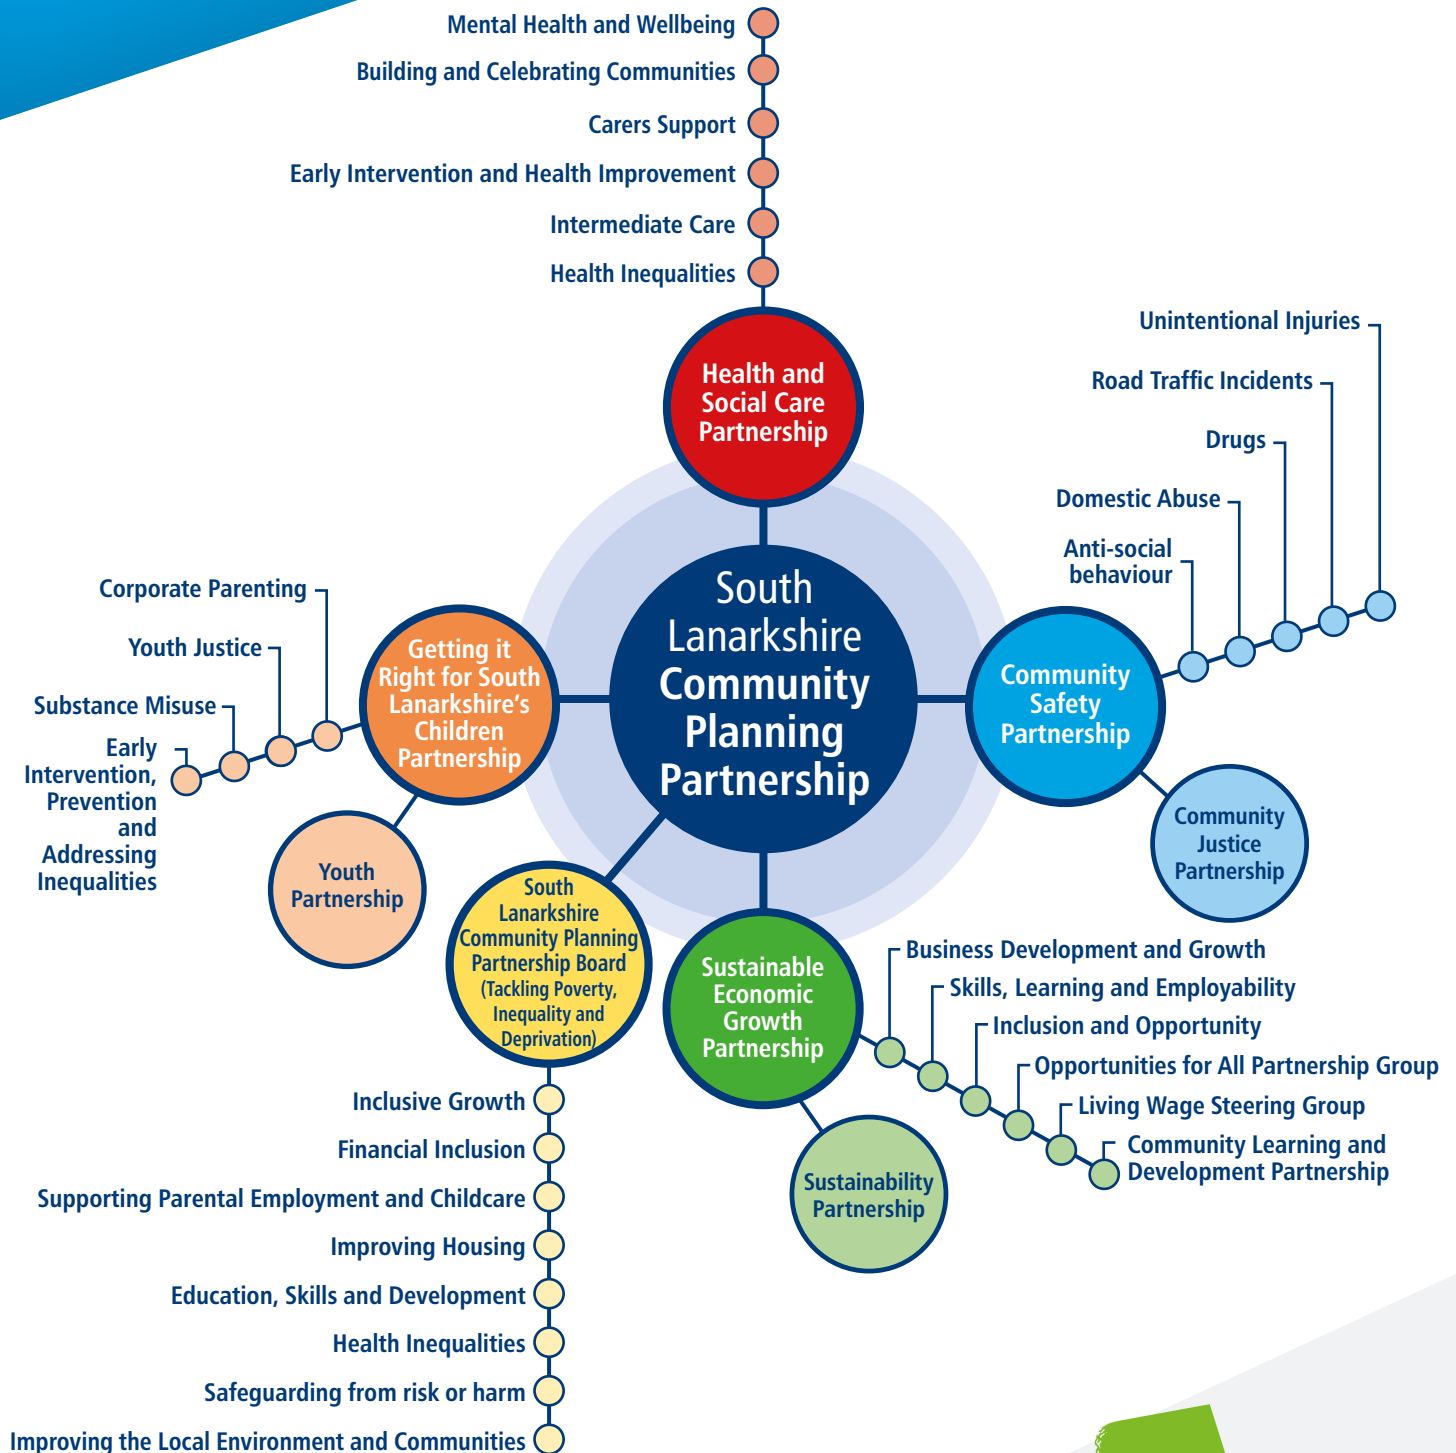 Mental Health and Wellbeing
Building and Celebrating Communities
Carers Support
Early Intervention and Health Improvement
Intermediate Care
Health Inequalities
Health and
Social Care
Partnership
Unintentional Injuries
Road Traffic Incidents
Drugs
Domestic Abuse
Anti-social
behaviour
Community
Safety
Partnership
Community
Justice
Partnership
South
Lanarkshire
Community
Planning
Partnership
Corporate Parenting
Youth Justice
Substance Misuse
Early
Intervention,
Prevention
and
Addressing
Inequalities
Getting it
Right for South
Lanarkshire's
Children
Partnership
Youth
Partnership
South
Lanarkshire
Community Planning
Partnership Board
(Tackling Poverty,
Inequality and
Deprivation)
Inclusive Growth
Financial Inclusion
Supporting Parental Employment and Childcare
Improving Housing
Education, Skills and Development
Health Inequalities
Safeguarding from risk or harm
Improving the Local Environment and Communities
Sustainable
Economic
Growth
Partnership
Business Development and Growth
Skills, Learning and Employability
Inclusion and Opportunity
Opportunities for All Partnership Group
Living Wage Steering Group
Community Learning and
Development Partnership
Sustainability
Partnership